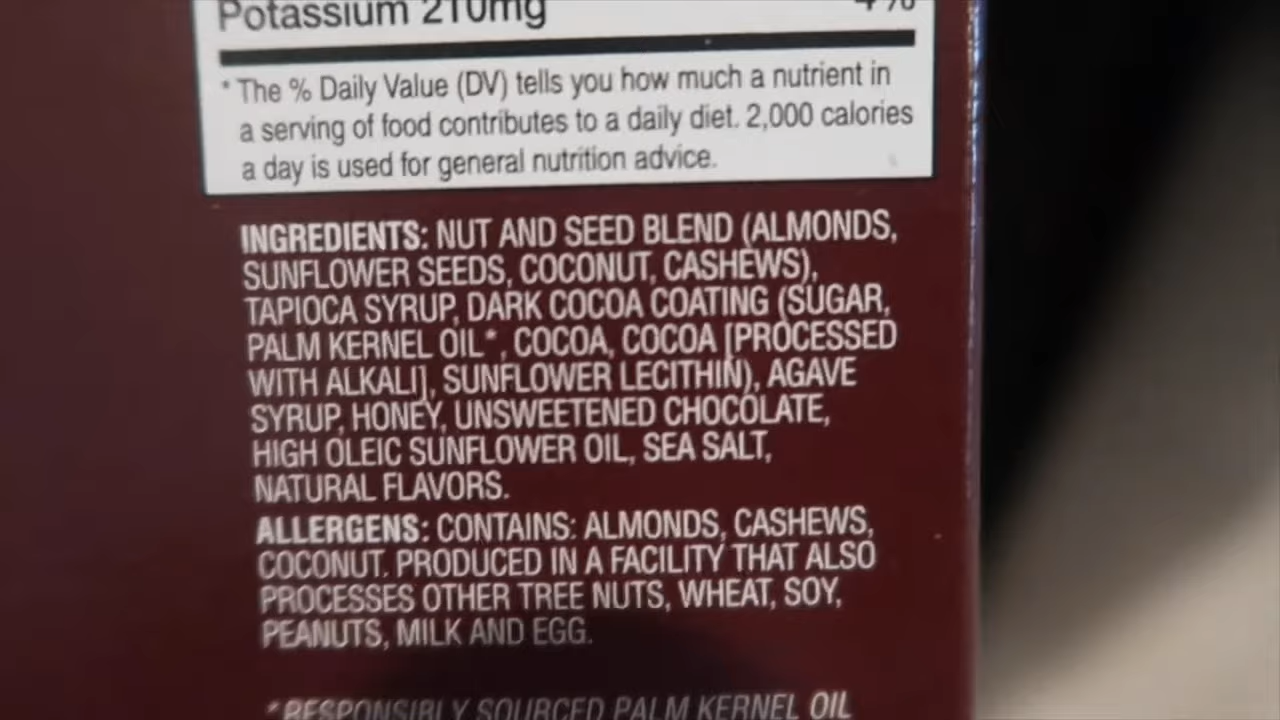 Potassium 210mg 4%
* The % Daily Value (DV) tells you how much a nutrient in
a serving of food contributes to a daily diet. 2,000 calories
a day is used for general nutrition advice.
INGREDIENTS: NUT AND SEED BLEND (ALMONDS,
SUNFLOWER SEEDS, COCONUT, CASHEWS),
TAPIOCA SYRUP, DARK COCOA COATING (SUGAR,
PALM KERNEL OIL*, COCOA, COCOA [PROCESSED
WITH ALKALI], SUNFLOWER LECITHIN), AGAVE
SYRUP, HONEY, UNSWEETENED CHOCOLATE,
HIGH OLEIC SUNFLOWER OIL, SEA SALT,
NATURAL FLAVORS.
ALLERGENS: CONTAINS: ALMONDS, CASHEWS,
COCONUT. PRODUCED IN A FACILITY THAT ALSO
PROCESSES OTHER TREE NUTS, WHEAT, SOY,
PEANUTS, MILK AND EGG.
*RESPONSIBLY SOURCED PALM KERNEL OIL